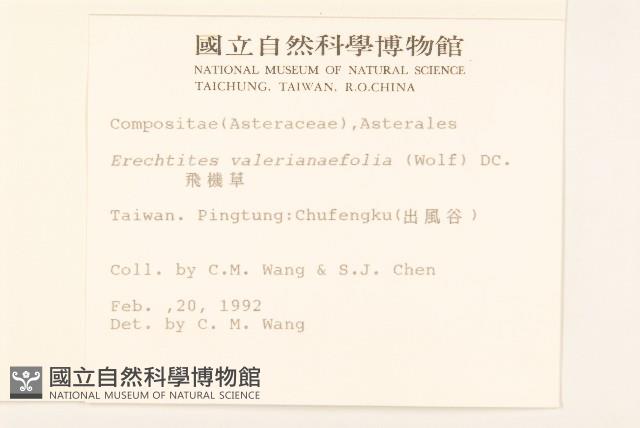 國立自然科學博物館
NATIONAL MUSEUM OF NATURAL SCIENCE
TAICHUNG, TAIWAN, R.O.CHINA
Compositae(Asteraceae),Asterales
Erechtites valerianaefolia (Wolf) DC.
飛機草
Taiwan. Pingtung:Chufengku(出風谷)
Coll. by C.M. Wang & S.J. Chen
Feb. ,20, 1992
Det. by C. M. Wang
國立自然科學博物館
NATIONAL MUSEUM OF NATURAL SCIENCE